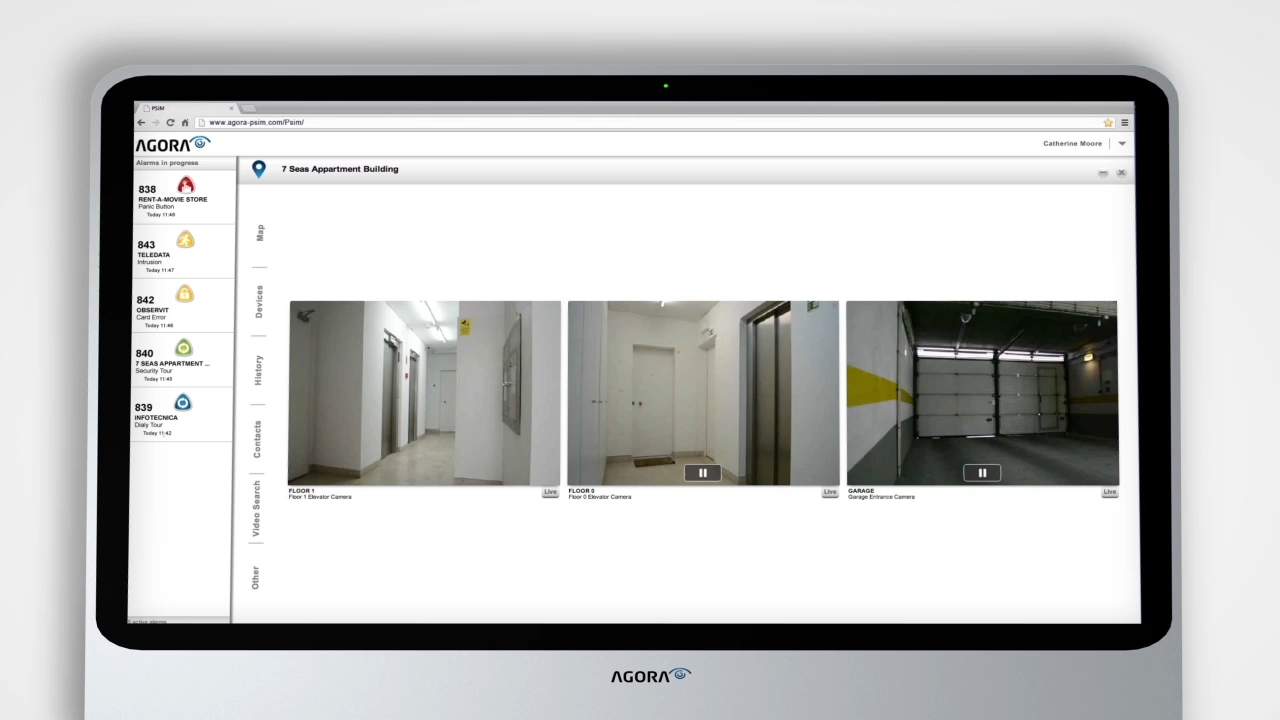 PSIM
www.agora-psim.com/Psim/
AGORA
Catherine Moore
Alarms in progress
7 Seas Appartment Building
838
RENT-A-MOVIE STORE
Panic Button
Today 11:48
843
TELEDATA
Intrusion
Today 11:47
842
OBSERVIT
Card Error
Today 11:46
840
7 SEAS APPARTMENT ...
Security Tour
Today 11:45
839
INFOTECNICA
Dialy Tour
Today 11:42
5 active alarms
Map
Devices
History
Contacts
Video Search
Other
FLOOR 1
Floor 1 Elevator Camera
Live
FLOOR 0
Floor 0 Elevator Camera
Live
GARAGE
Garage Entrance Camera
Live
AGORA